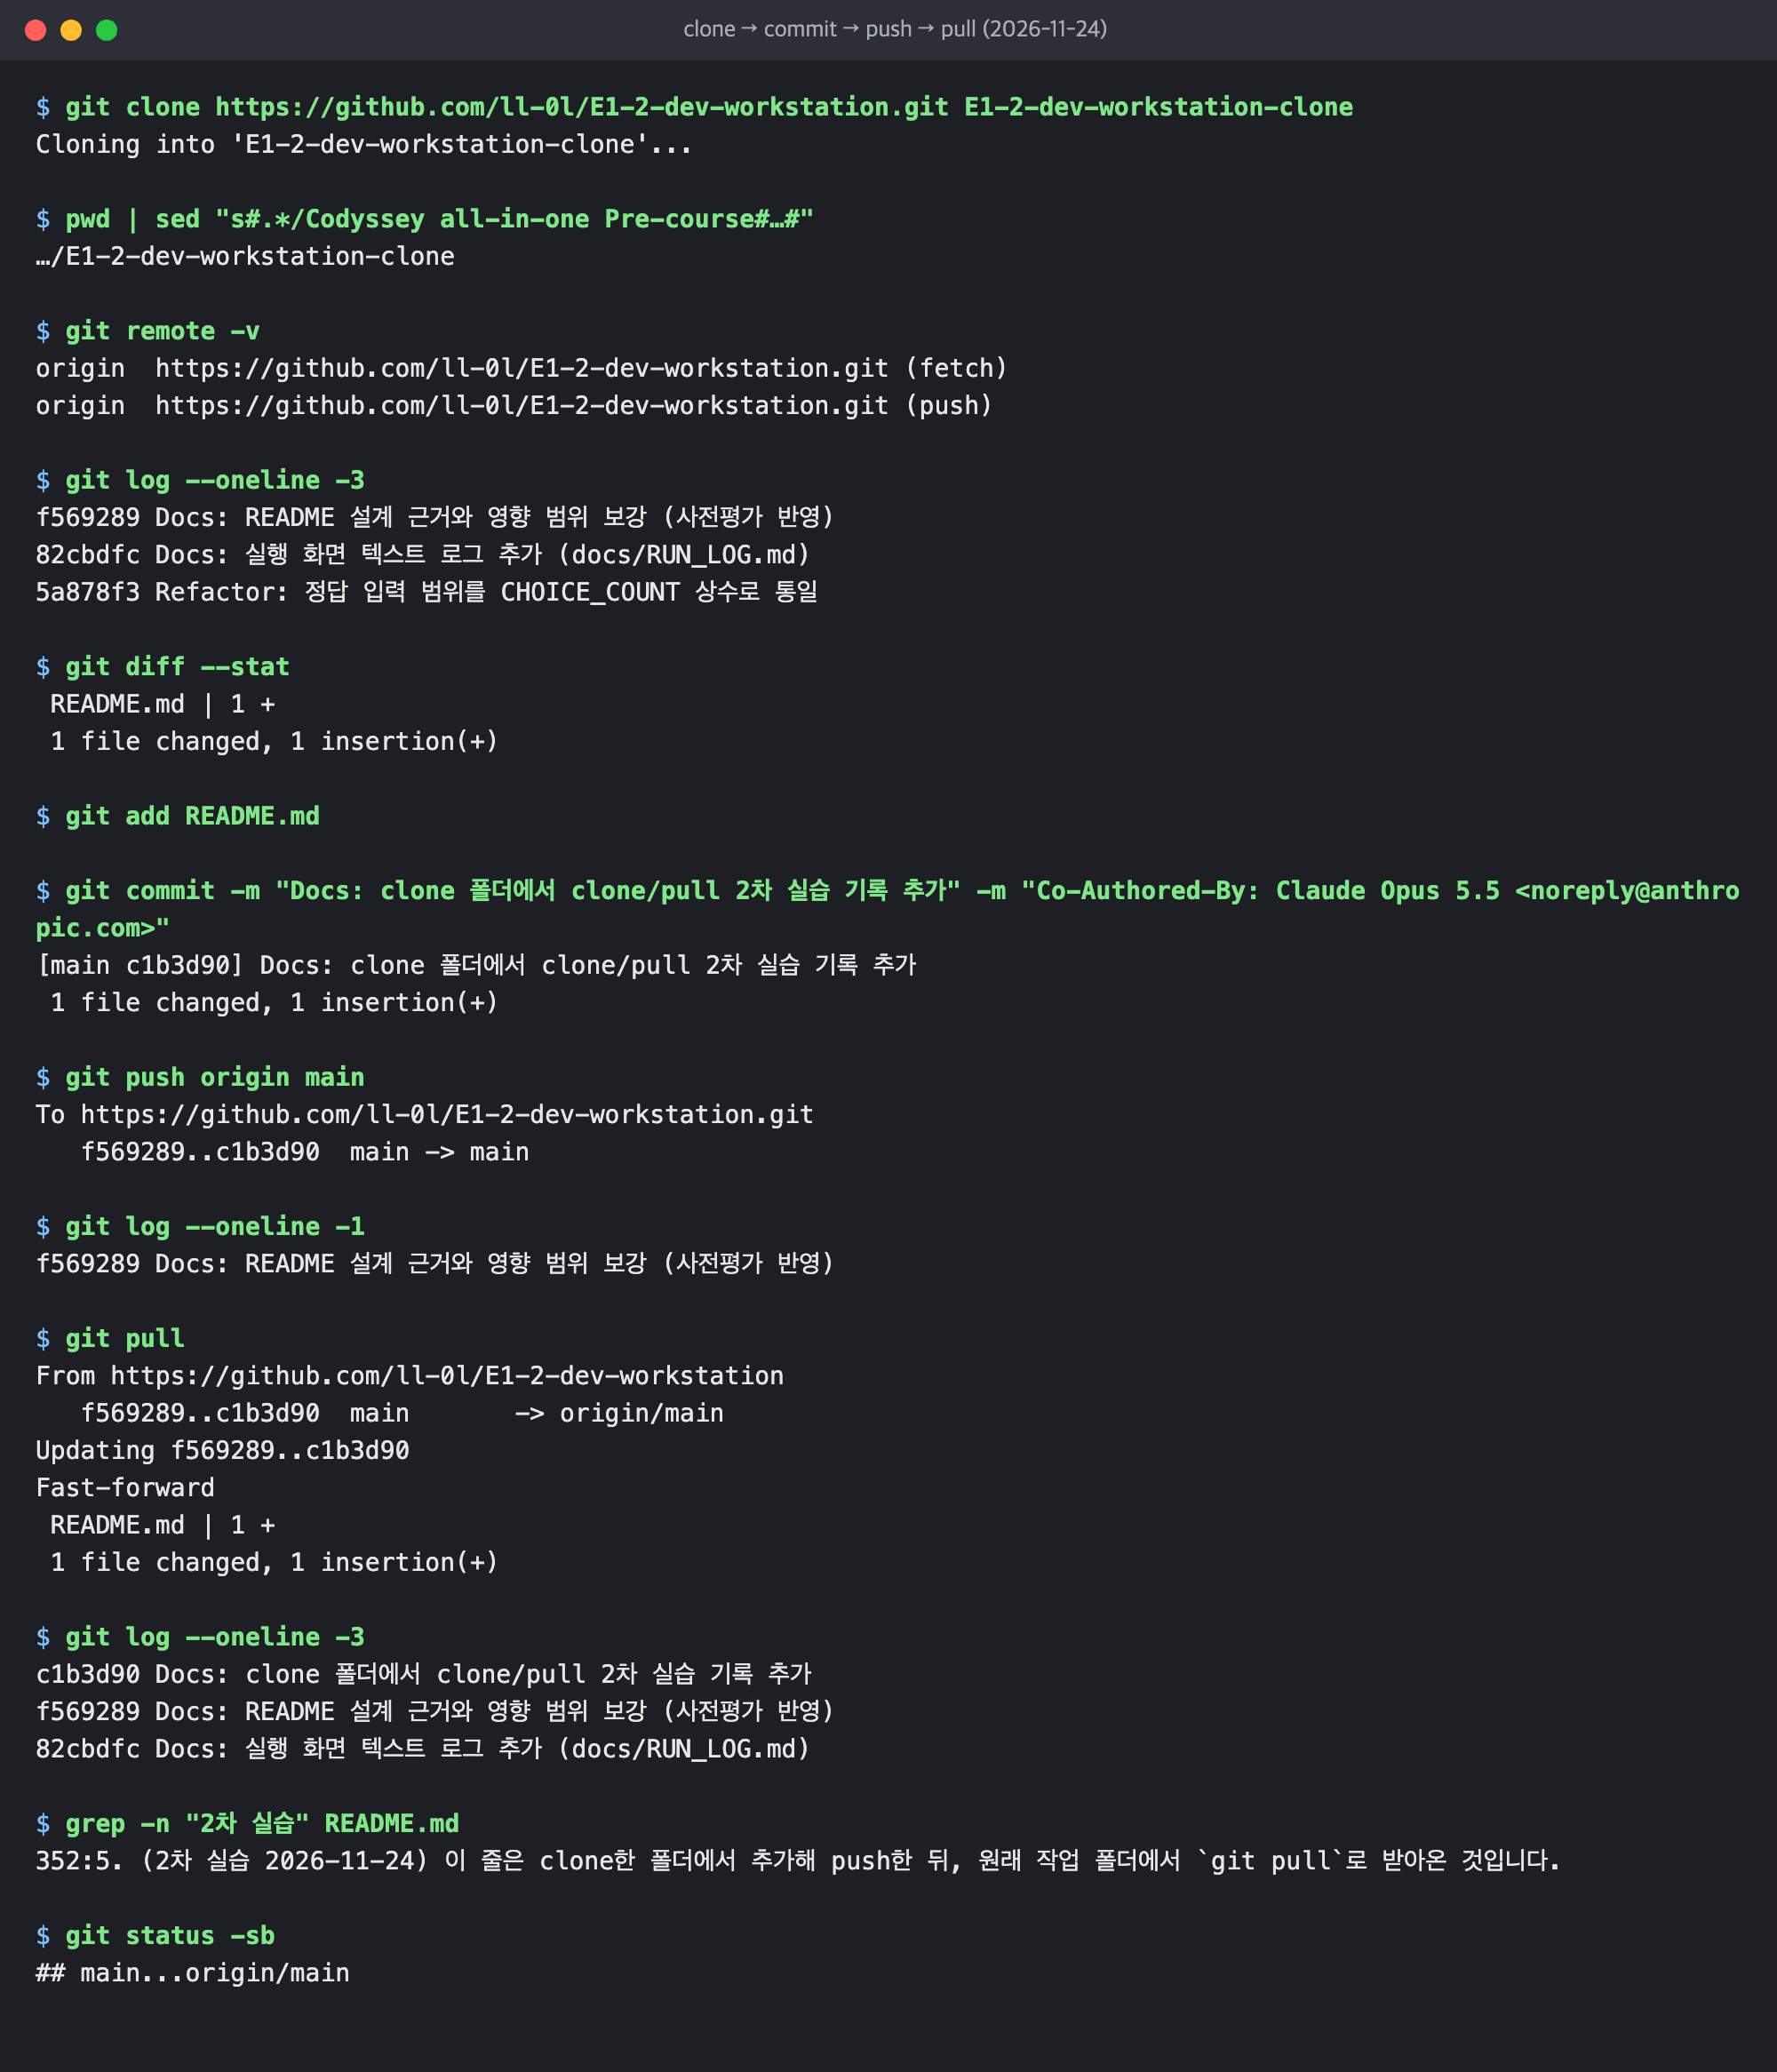 clone → commit → push → pull (2026-11-24)
$ git clone https://github.com/ll-0l/E1-2-dev-workstation.git E1-2-dev-workstation-clone
Cloning into 'E1-2-dev-workstation-clone'...
$ pwd | sed "s#.*/Codyssey all-in-one Pre-course#…#"
…/E1-2-dev-workstation-clone
$ git remote -v
origin  https://github.com/ll-0l/E1-2-dev-workstation.git (fetch)
origin  https://github.com/ll-0l/E1-2-dev-workstation.git (push)
$ git log --oneline -3
f569289 Docs: README 설계 근거와 영향 범위 보강 (사전평가 반영)
82cbdfc Docs: 실행 화면 텍스트 로그 추가 (docs/RUN_LOG.md)
5a878f3 Refactor: 정답 입력 범위를 CHOICE_COUNT 상수로 통일
$ git diff --stat
 README.md | 1 +
 1 file changed, 1 insertion(+)
$ git add README.md
$ git commit -m "Docs: clone 폴더에서 clone/pull 2차 실습 기록 추가" -m "Co-Authored-By: Claude Opus 5.5 <noreply@anthro
pic.com>"
[main c1b3d90] Docs: clone 폴더에서 clone/pull 2차 실습 기록 추가
 1 file changed, 1 insertion(+)
$ git push origin main
To https://github.com/ll-0l/E1-2-dev-workstation.git
   f569289..c1b3d90  main -> main
$ git log --oneline -1
f569289 Docs: README 설계 근거와 영향 범위 보강 (사전평가 반영)
$ git pull
From https://github.com/ll-0l/E1-2-dev-workstation
   f569289..c1b3d90  main       -> origin/main
Updating f569289..c1b3d90
Fast-forward
 README.md | 1 +
 1 file changed, 1 insertion(+)
$ git log --oneline -3
c1b3d90 Docs: clone 폴더에서 clone/pull 2차 실습 기록 추가
f569289 Docs: README 설계 근거와 영향 범위 보강 (사전평가 반영)
82cbdfc Docs: 실행 화면 텍스트 로그 추가 (docs/RUN_LOG.md)
$ grep -n "2차 실습" README.md
352:5. (2차 실습 2026-11-24) 이 줄은 clone한 폴더에서 추가해 push한 뒤, 원래 작업 폴더에서 `git pull`로 받아온 것입니다.
$ git status -sb
## main...origin/main